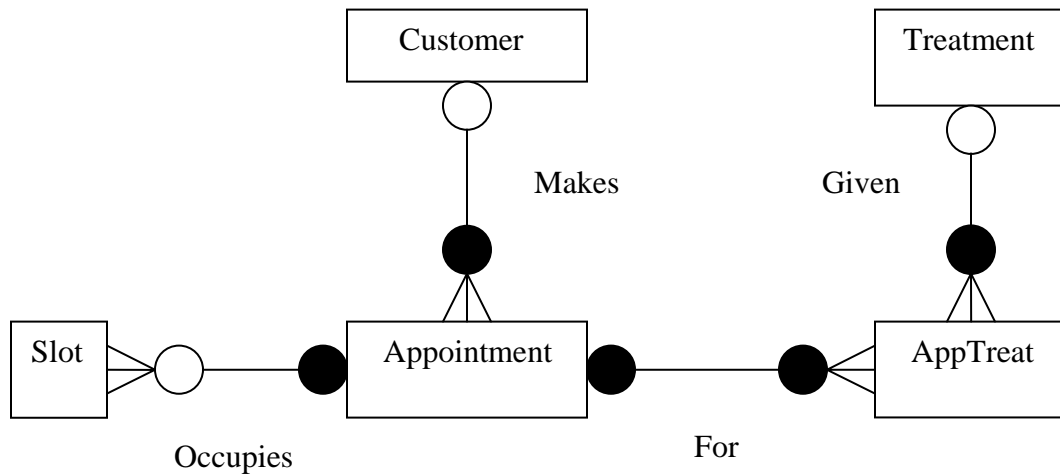 Customer
Treatment
Makes
Given
Slot
Appointment
AppTreat
Occupies
For